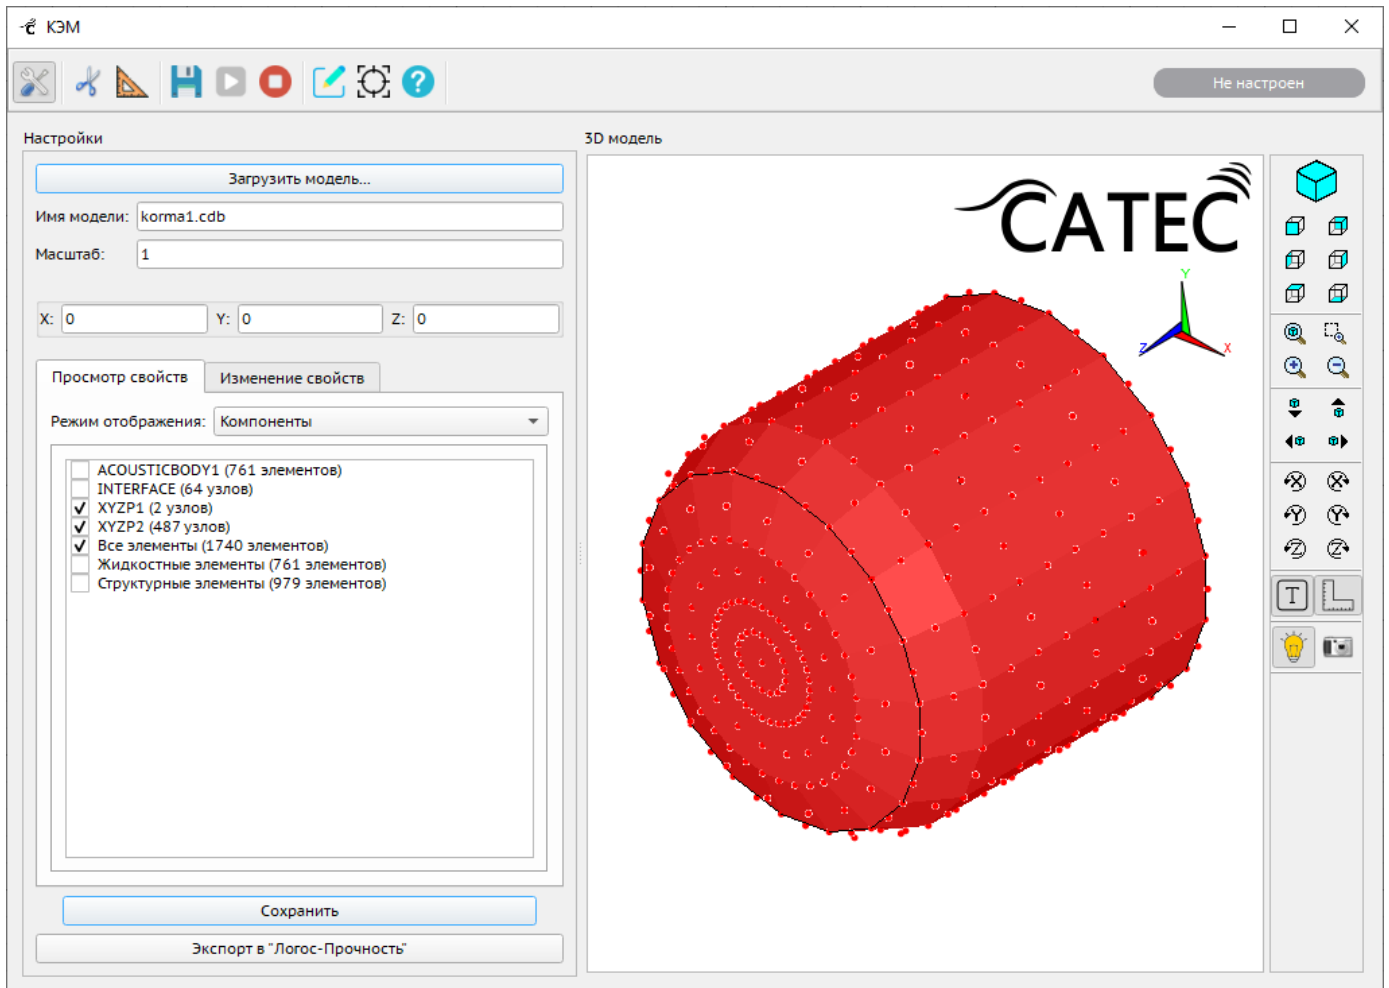 КЭМ
Не настроен
Настройки
3D модель
Загрузить модель...
Имя модели: korma1.cdb
Масштаб: 1
X: 0 Y: 0 Z: 0
Просмотр свойств Изменение свойств
Режим отображения: Компоненты
ACOUSTICBODY1 (761 элементов)
INTERFACE (64 узлов)
XYZP1 (2 узлов)
XYZP2 (487 узлов)
Все элементы (1740 элементов)
Жидкостные элементы (761 элементов)
Структурные элементы (979 элементов)
Сохранить
Экспорт в "Логос-Прочность"
CATEC
Y
Z X
X X
Y Y
Z Z
T